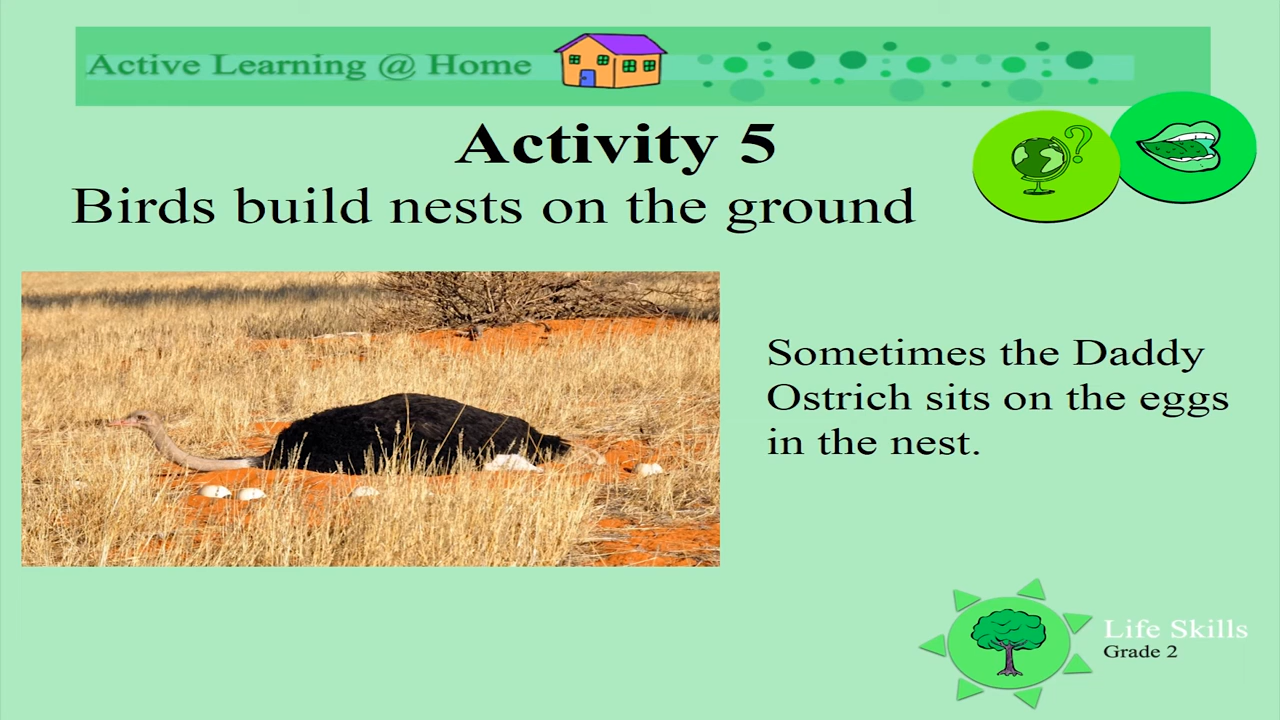 Active Learning @ Home
Activity 5
Birds build nests on the ground
Sometimes the Daddy
Ostrich sits on the eggs
in the nest.
Life Skills
Grade 2